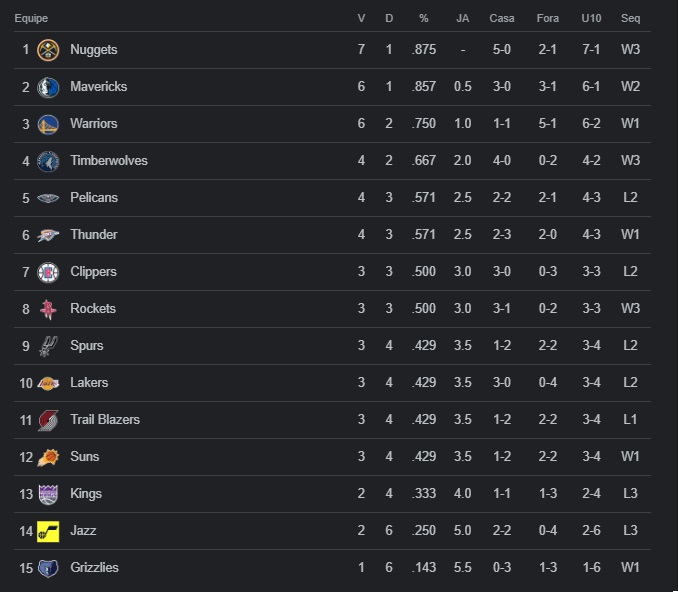 Equipe V D % JA Casa Fora U10 Seq
1 Nuggets 7 1 .875 - 5-0 2-1 7-1 W3
2 Mavericks 6 1 .857 0.5 3-0 3-1 6-1 W2
3 Warriors 6 2 .750 1.0 1-1 5-1 6-2 W1
4 Timberwolves 4 2 .667 2.0 4-0 0-2 4-2 W3
5 Pelicans 4 3 .571 2.5 2-2 2-1 4-3 L2
6 Thunder 4 3 .571 2.5 2-3 2-0 4-3 W1
7 Clippers 3 3 .500 3.0 3-0 0-3 3-3 L2
8 Rockets 3 3 .500 3.0 3-1 0-2 3-3 W3
9 Spurs 3 4 .429 3.5 1-2 2-2 3-4 L2
10 Lakers 3 4 .429 3.5 3-0 0-4 3-4 L2
11 Trail Blazers 3 4 .429 3.5 1-2 2-2 3-4 L1
12 Suns 3 4 .429 3.5 1-2 2-2 3-4 W1
13 Kings 2 4 .333 4.0 1-1 1-3 2-4 L3
14 Jazz 2 6 .250 5.0 2-2 0-4 2-6 L3
15 Grizzlies 1 6 .143 5.5 0-3 1-3 1-6 W1